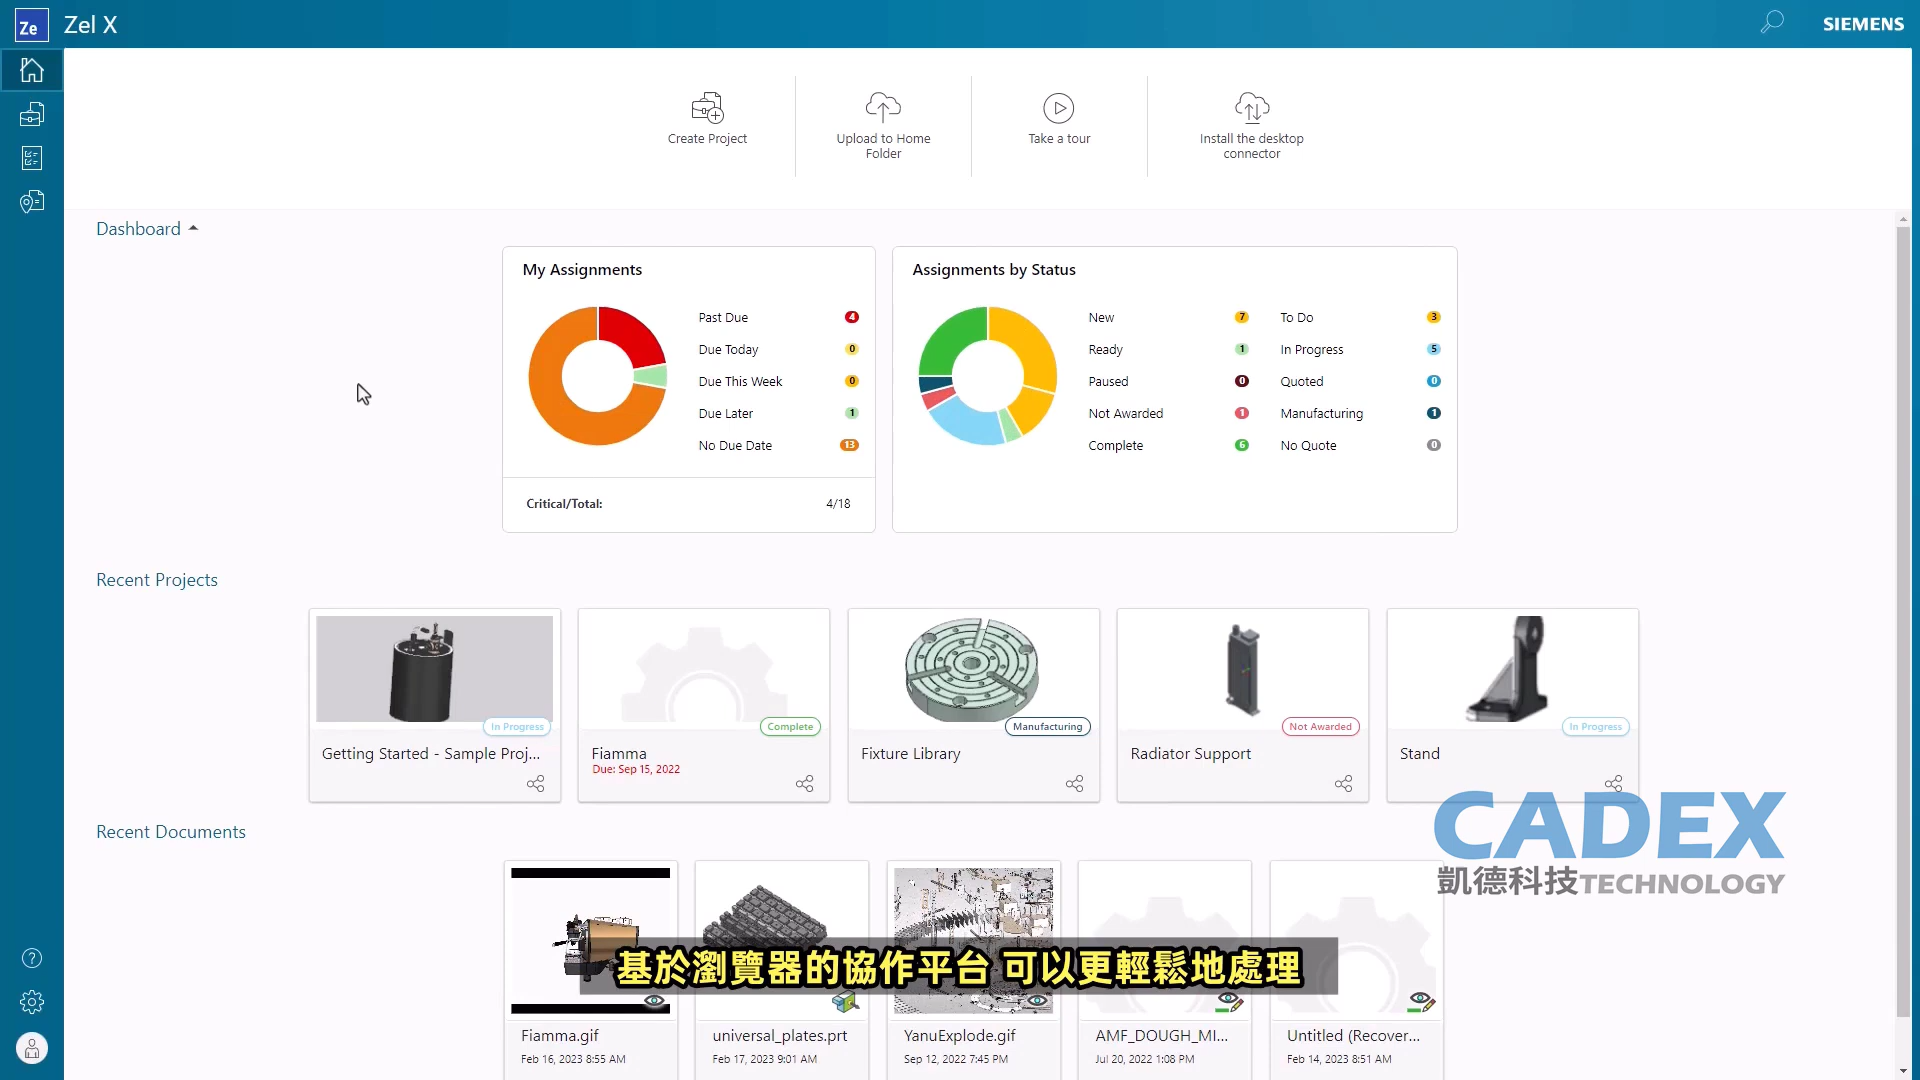 Ze
Zel X
SIEMENS
Create Project
Upload to Home
Folder
Take a tour
Install the desktop
connector
Dashboard
My Assignments
Past Due 4
Due Today 0
Due This Week 0
Due Later 1
No Due Date 13
Critical/Total: 4/18
Assignments by Status
New 7 To Do 3
Ready 1 In Progress 5
Paused 0 Quoted 0
Not Awarded 1 Manufacturing 1
Complete 6 No Quote 0
Recent Projects
In Progress
Getting Started - Sample Proj...
Complete
Fiamma
Due: Sep 15, 2022
Manufacturing
Fixture Library
Not Awarded
Radiator Support
In Progress
Stand
CADEX
凱德科技TECHNOLOGY
Recent Documents
基於瀏覽器的協作平台 可以更輕鬆地處理
Fiamma.gif
Feb 16, 2023 8:55 AM
universal_plates.prt
Feb 17, 2023 9:01 AM
YanuExplode.gif
Sep 12, 2022 7:45 PM
AMF_DOUGH_MI...
Jul 20, 2022 1:08 PM
Untitled (Recover...
Feb 14, 2023 8:51 AM